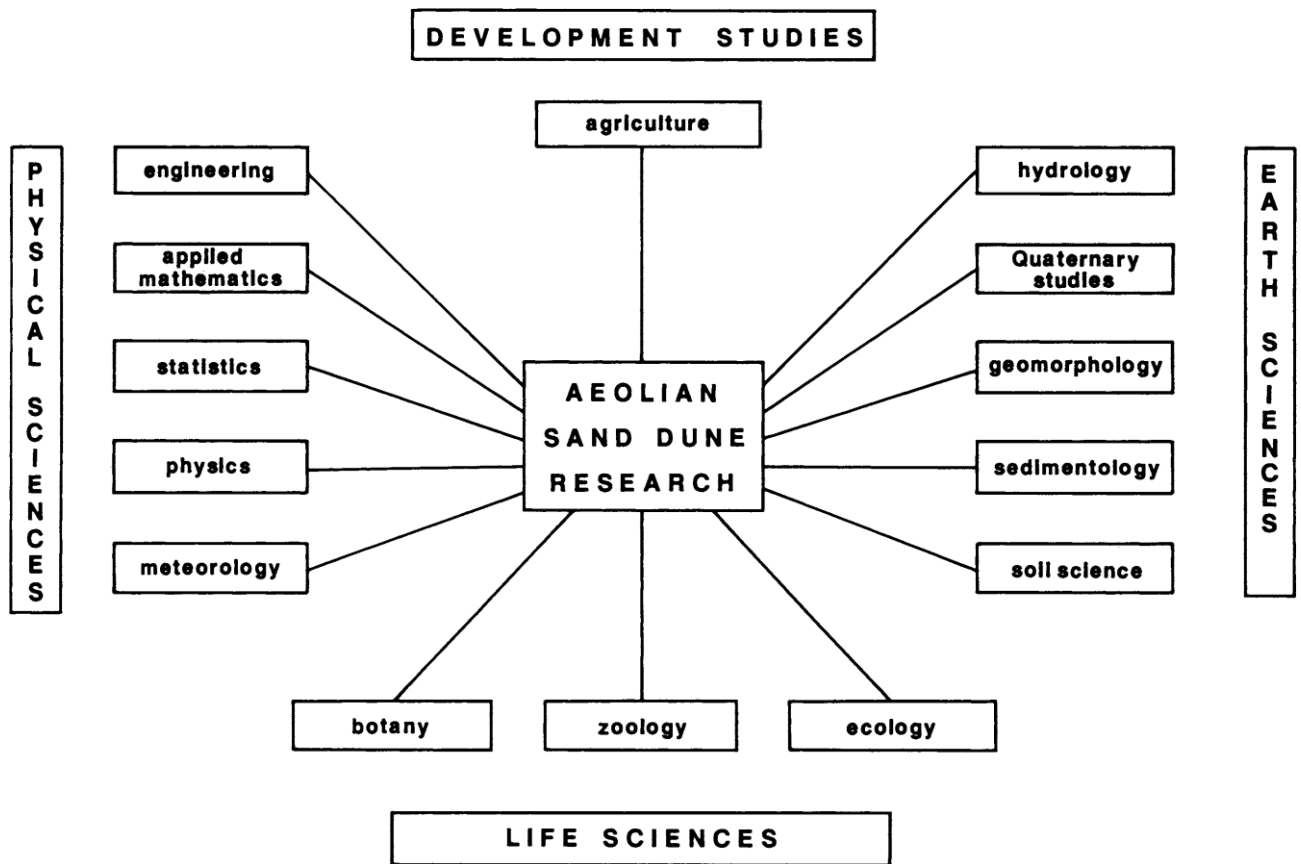 DEVELOPMENT STUDIES
agriculture
PHYSICAL SCIENCES
engineering
applied
mathematics
statistics
physics
meteorology
AEOLIAN
SAND DUNE
RESEARCH
hydrology
Quaternary
studies
geomorphology
sedimentology
soil science
EARTH SCIENCES
botany
zoology
ecology
LIFE SCIENCES